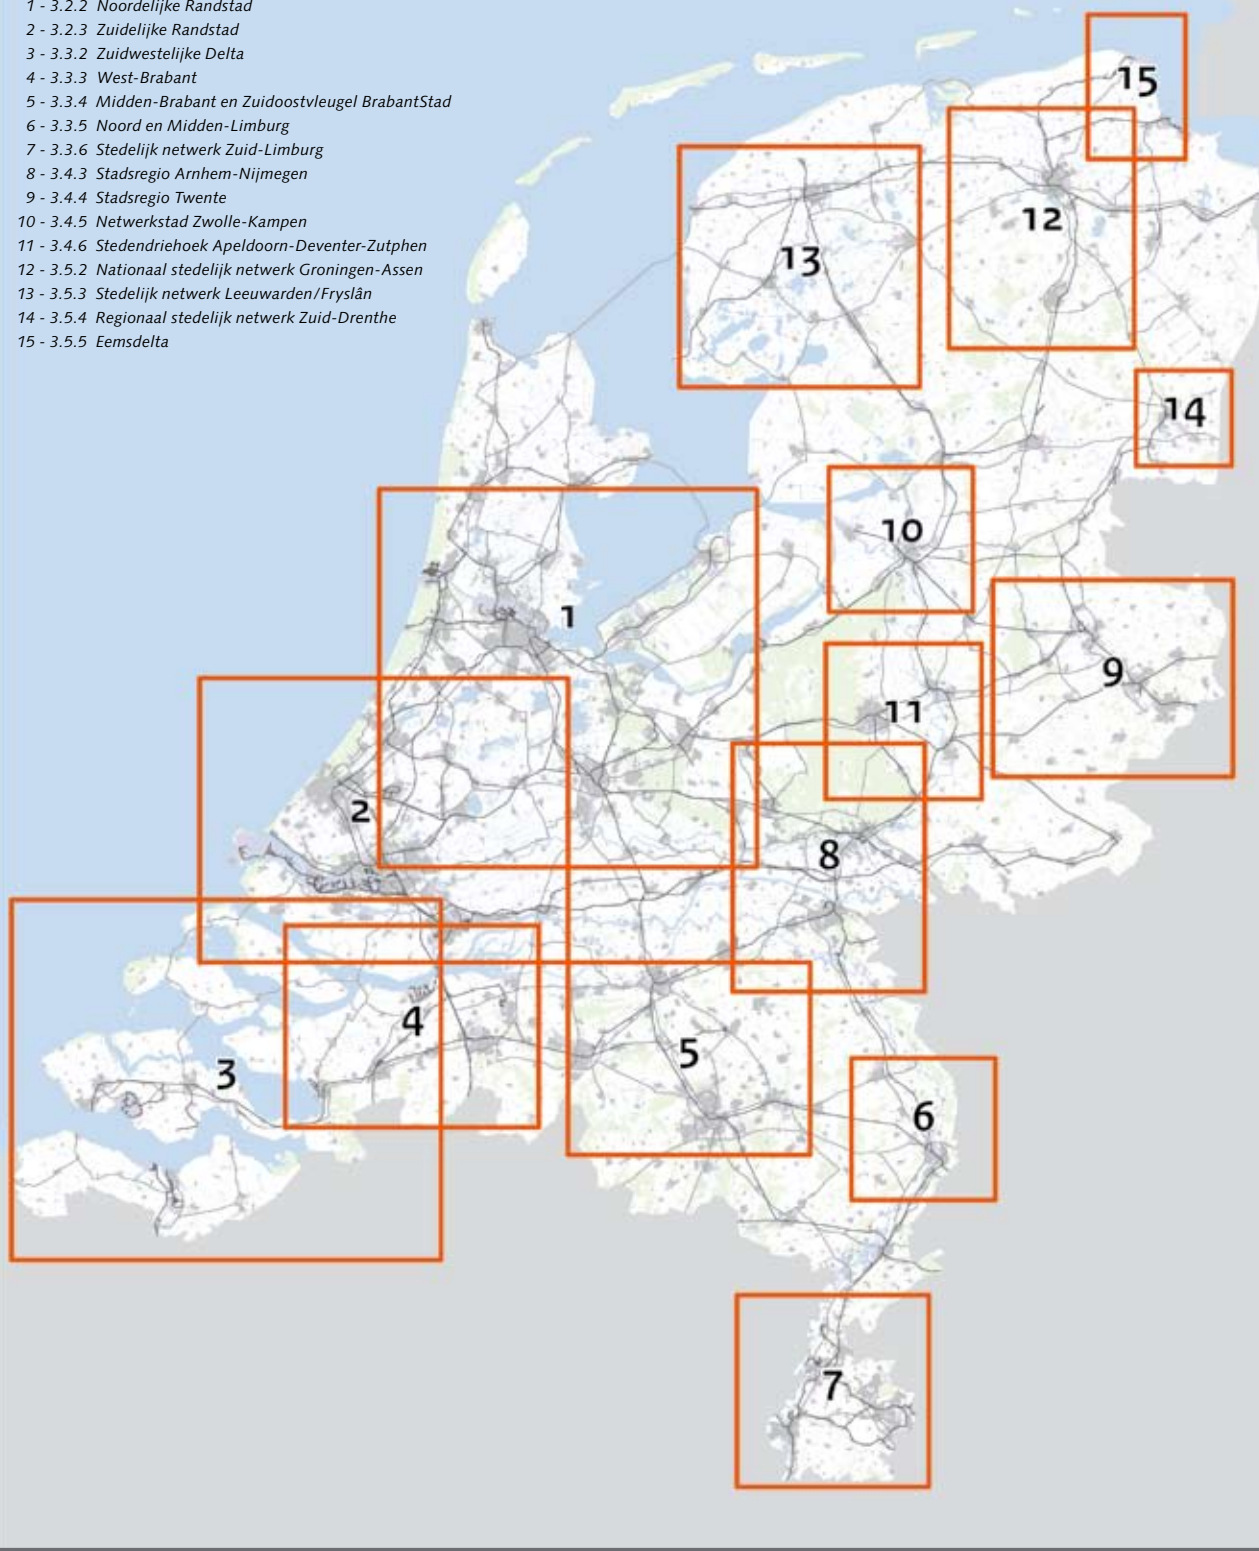 1 - 3.2.2 Noordelijke Randstad
2 - 3.2.3 Zuidelijke Randstad
3 - 3.3.2 Zuidwestelijke Delta
4 - 3.3.3 West-Brabant
5 - 3.3.4 Midden-Brabant en Zuidoostvleugel BrabantStad
6 - 3.3.5 Noord en Midden-Limburg
7 - 3.3.6 Stedelijk netwerk Zuid-Limburg
8 - 3.4.3 Stadsregio Arnhem-Nijmegen
9 - 3.4.4 Stadsregio Twente
10 - 3.4.5 Netwerkstad Zwolle-Kampen
11 - 3.4.6 Stedendriehoek Apeldoorn-Deventer-Zutphen
12 - 3.5.2 Nationaal stedelijk netwerk Groningen-Assen
13 - 3.5.3 Stedelijk netwerk Leeuwarden/Fryslân
14 - 3.5.4 Regionaal stedelijk netwerk Zuid-Drenthe
15 - 3.5.5 Eemsdelta
15
12
13
14
10
1
9
11
2
8
4
5
3
6
7